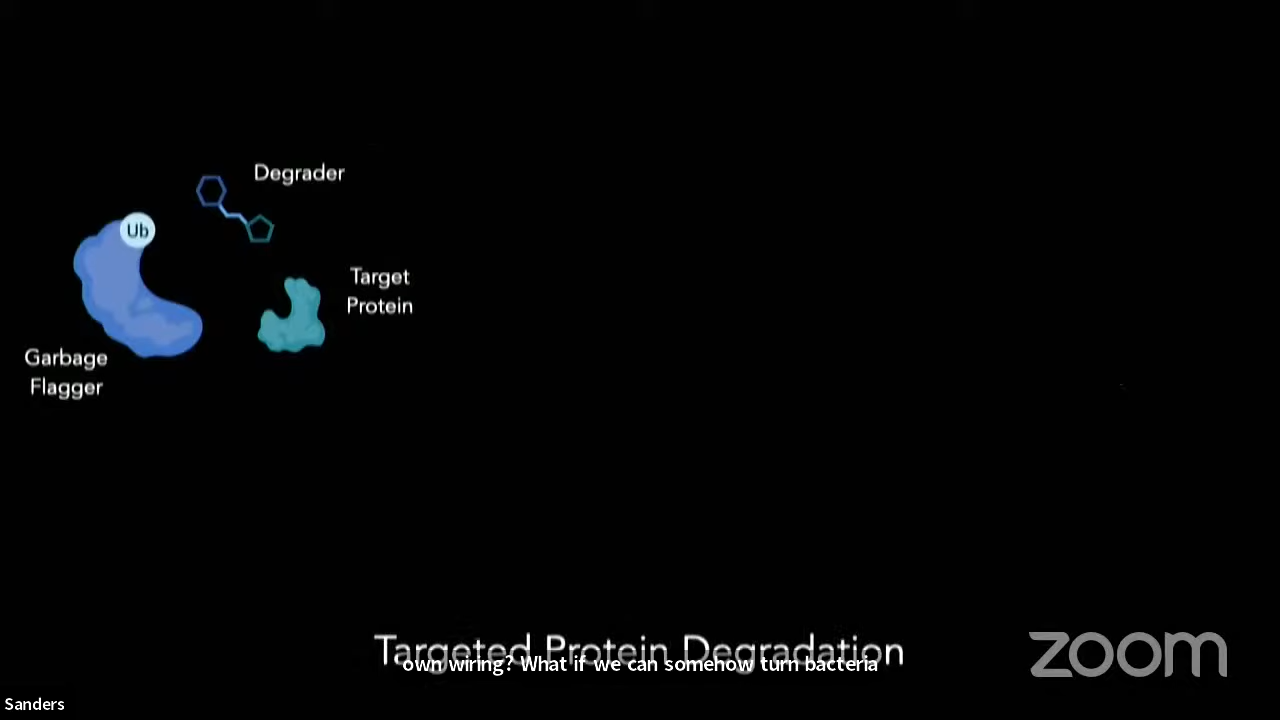 Degrader
Ub
Target
Protein
Garbage
Flagger
Targeted Protein Degradation
own wiring? What if we can somehow turn bacteria
zoom
Sanders